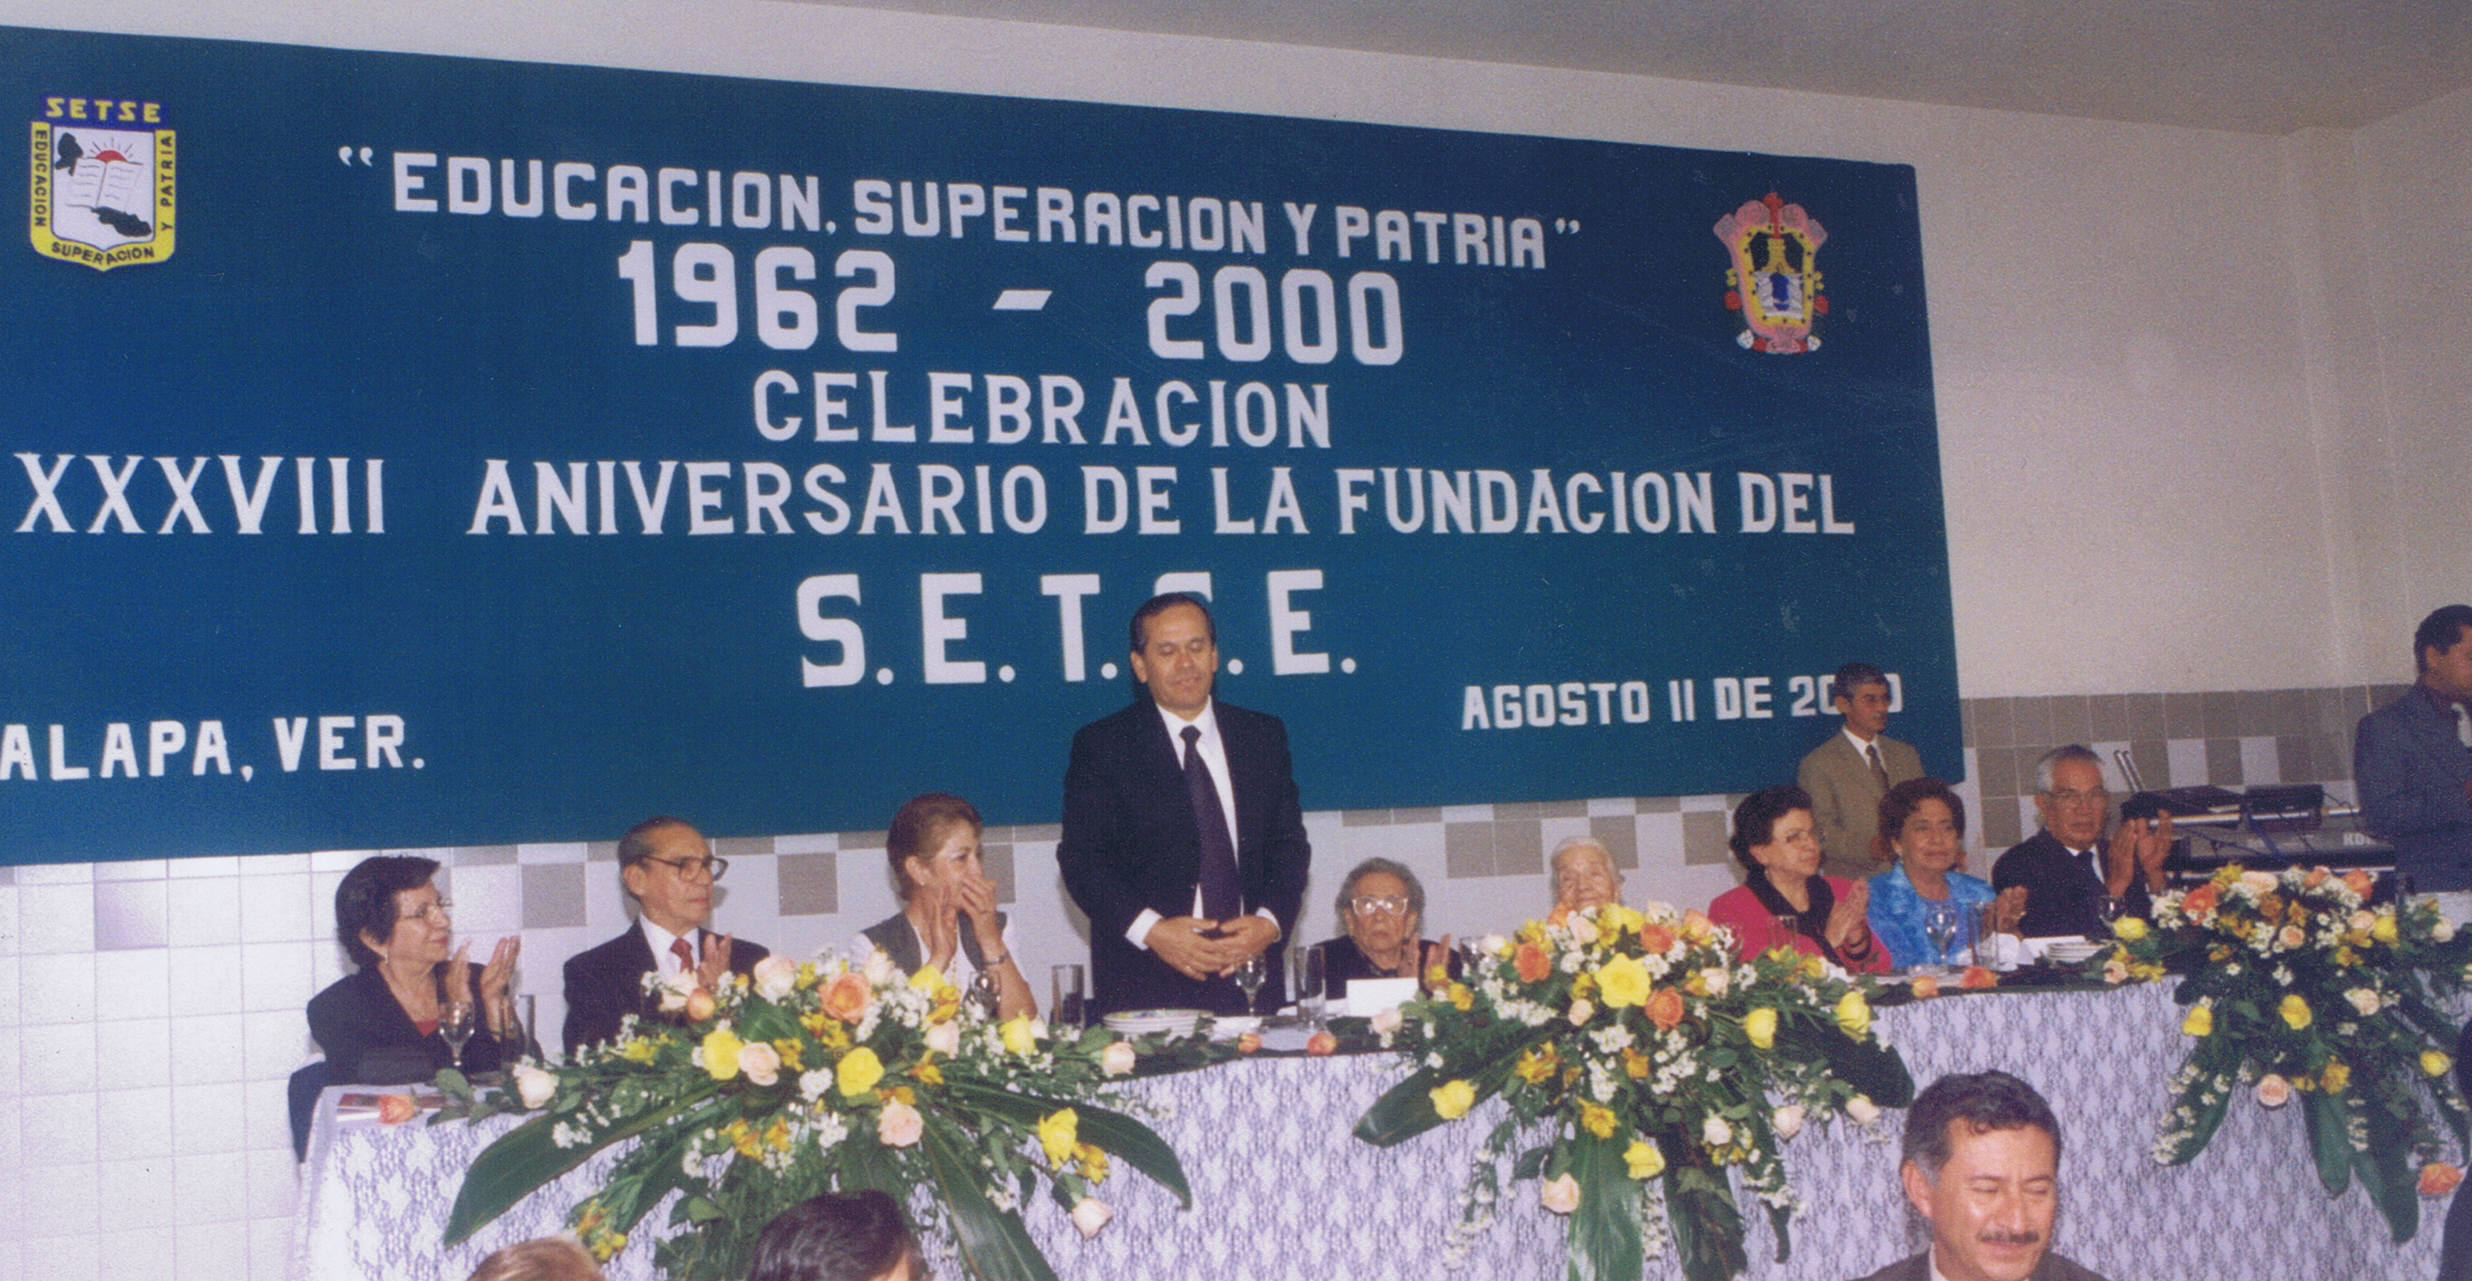 SETSE
EDUCACION
SUPERACION
Y PATRIA
“EDUCACION, SUPERACION Y PATRIA”
1962 - 2000
CELEBRACION
XXXVIII ANIVERSARIO DE LA FUNDACION DEL
S.E.T.S.E.
ALAPA, VER.
AGOSTO 11 DE 2000